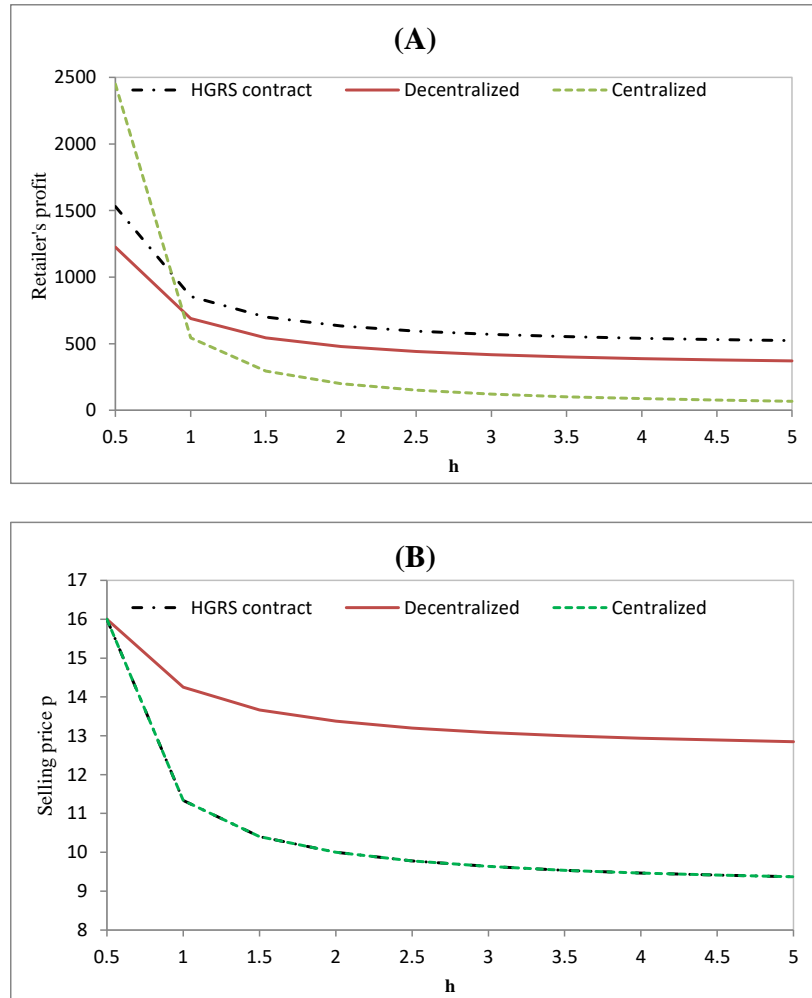 (A)
2500
2000
1500
1000
500
0
HGRS contract Decentralized Centralized
Retailer's profit
0.5 1 1.5 2 2.5 3 3.5 4 4.5 5
h
(B)
17
16
15
14
13
12
11
10
9
8
HGRS contract Decentralized Centralized
Selling price p
0.5 1 1.5 2 2.5 3 3.5 4 4.5 5
h